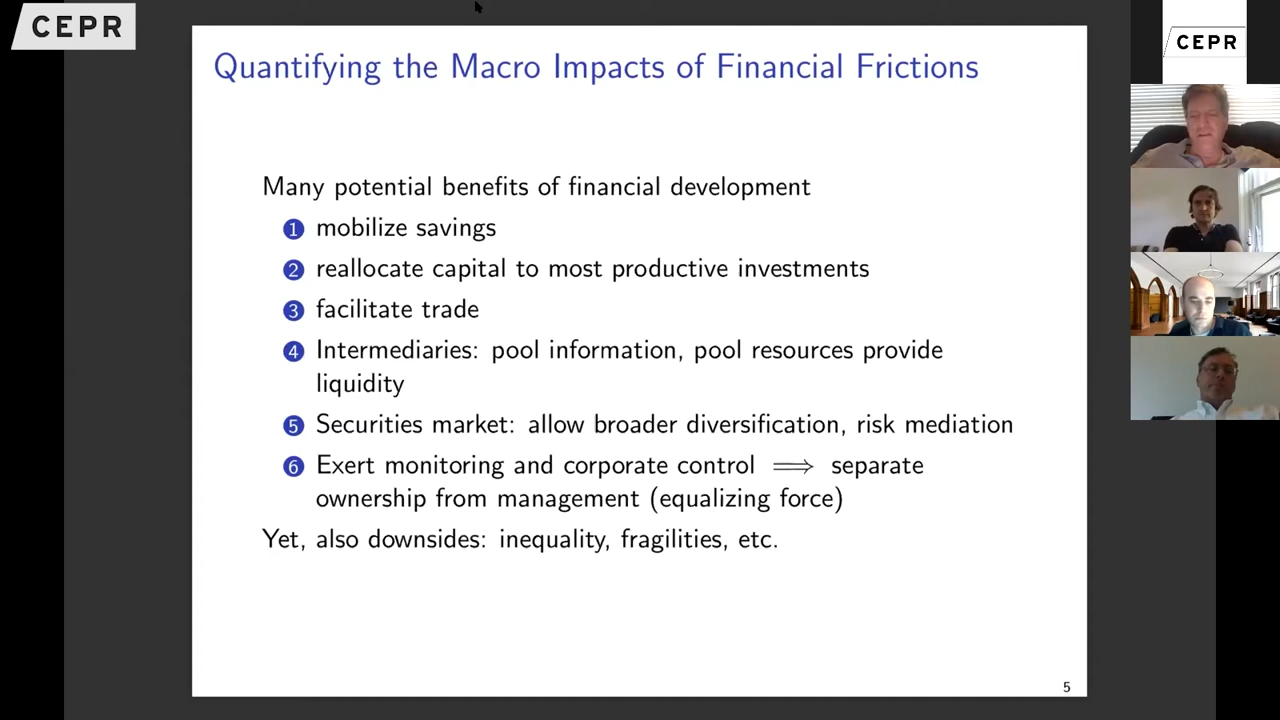 CEPR
Quantifying the Macro Impacts of Financial Frictions
Many potential benefits of financial development
1 mobilize savings
2 reallocate capital to most productive investments
3 facilitate trade
4 Intermediaries: pool information, pool resources provide
liquidity
5 Securities market: allow broader diversification, risk mediation
6 Exert monitoring and corporate control ⟹ separate
ownership from management (equalizing force)
Yet, also downsides: inequality, fragilities, etc.
5
CEPR